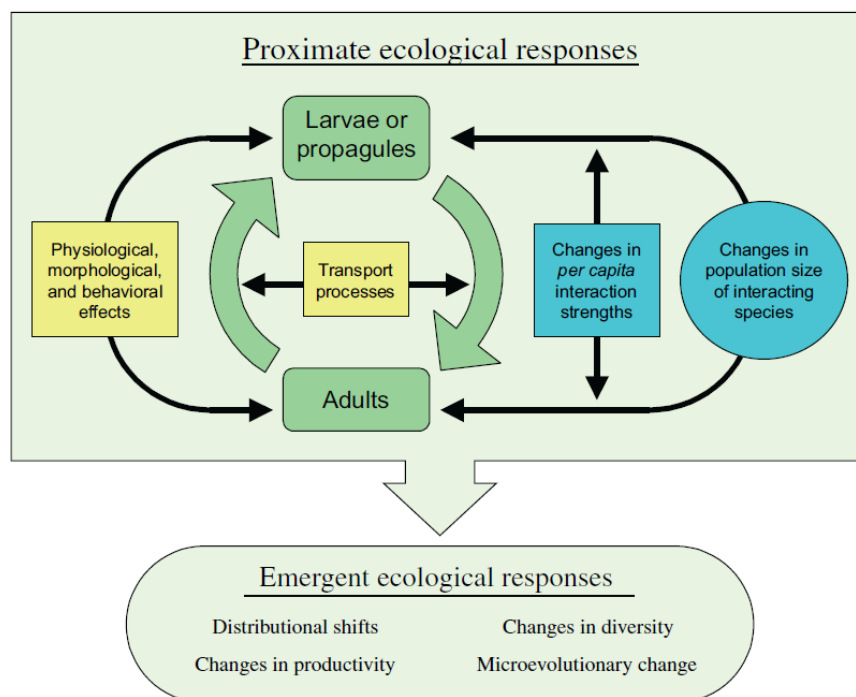 Proximate ecological responses
Larvae or
propagules
Physiological,
morphological,
and behavioral
effects
Transport
processes
Changes in
per capita
interaction
strengths
Changes in
population size
of interacting
species
Adults
Emergent ecological responses
Distributional shifts
Changes in diversity
Changes in productivity
Microevolutionary change